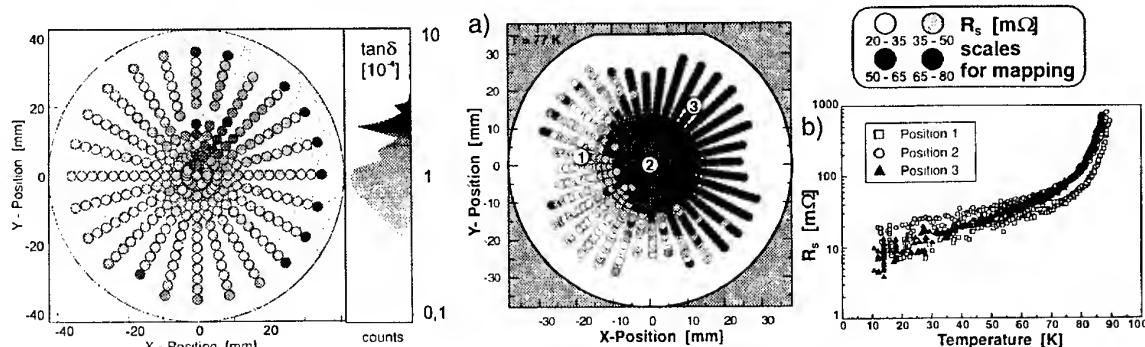 Y - Position [mm]
40
20
0
-20
-40
-40
-20
0
20
40
X - Position [mm]
tanδ
[10⁻⁴]
10
1
0,1
counts
a)
T = 77 K
Y - Position [mm]
30
20
10
0
-10
-20
-30
-30
-20
-10
0
10
20
30
X-Position [mm]
1
2
3
Rs [mΩ]
20 - 35
35 - 50
scales
50 - 65
65 - 80
for mapping
b)
Position 1
Position 2
Position 3
Rs [mΩ]
1000
100
10
1
0
10
20
30
40
50
60
70
80
90
100
Temperature [K]